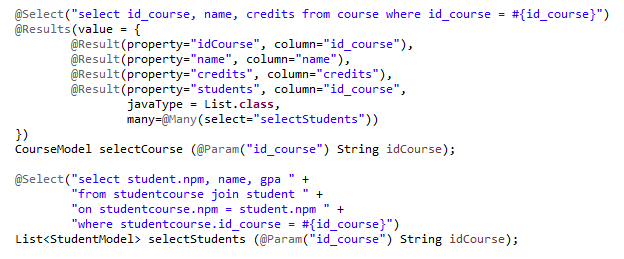 @Select("select id_course, name, credits from course where id_course = #{id_course}")
@Results(value = {
        @Result(property="idCourse", column="id_course"),
        @Result(property="name", column="name"),
        @Result(property="credits", column="credits"),
        @Result(property="students", column="id_course",
                javaType = List.class,
                many=@Many(select="selectStudents"))
})
CourseModel selectCourse (@Param("id_course") String idCourse);

@Select("select student.npm, name, gpa " +
        "from studentcourse join student " +
        "on studentcourse.npm = student.npm " +
        "where studentcourse.id_course = #{id_course}")
List<StudentModel> selectStudents (@Param("id_course") String idCourse);